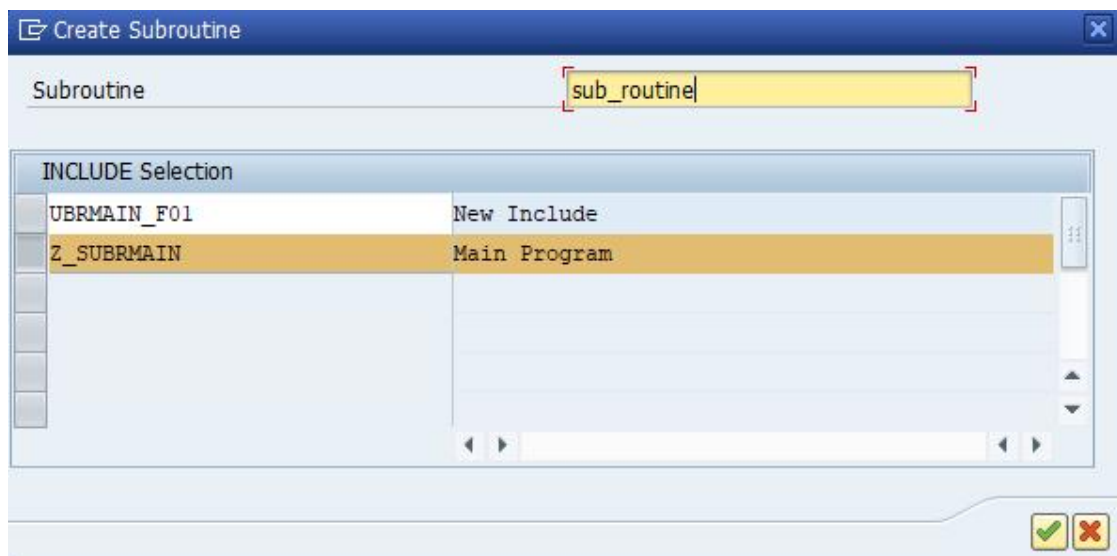 Create Subroutine
Subroutine sub_routine
INCLUDE Selection
UBRMAIN_F01 New Include
Z_SUBRMAIN Main Program